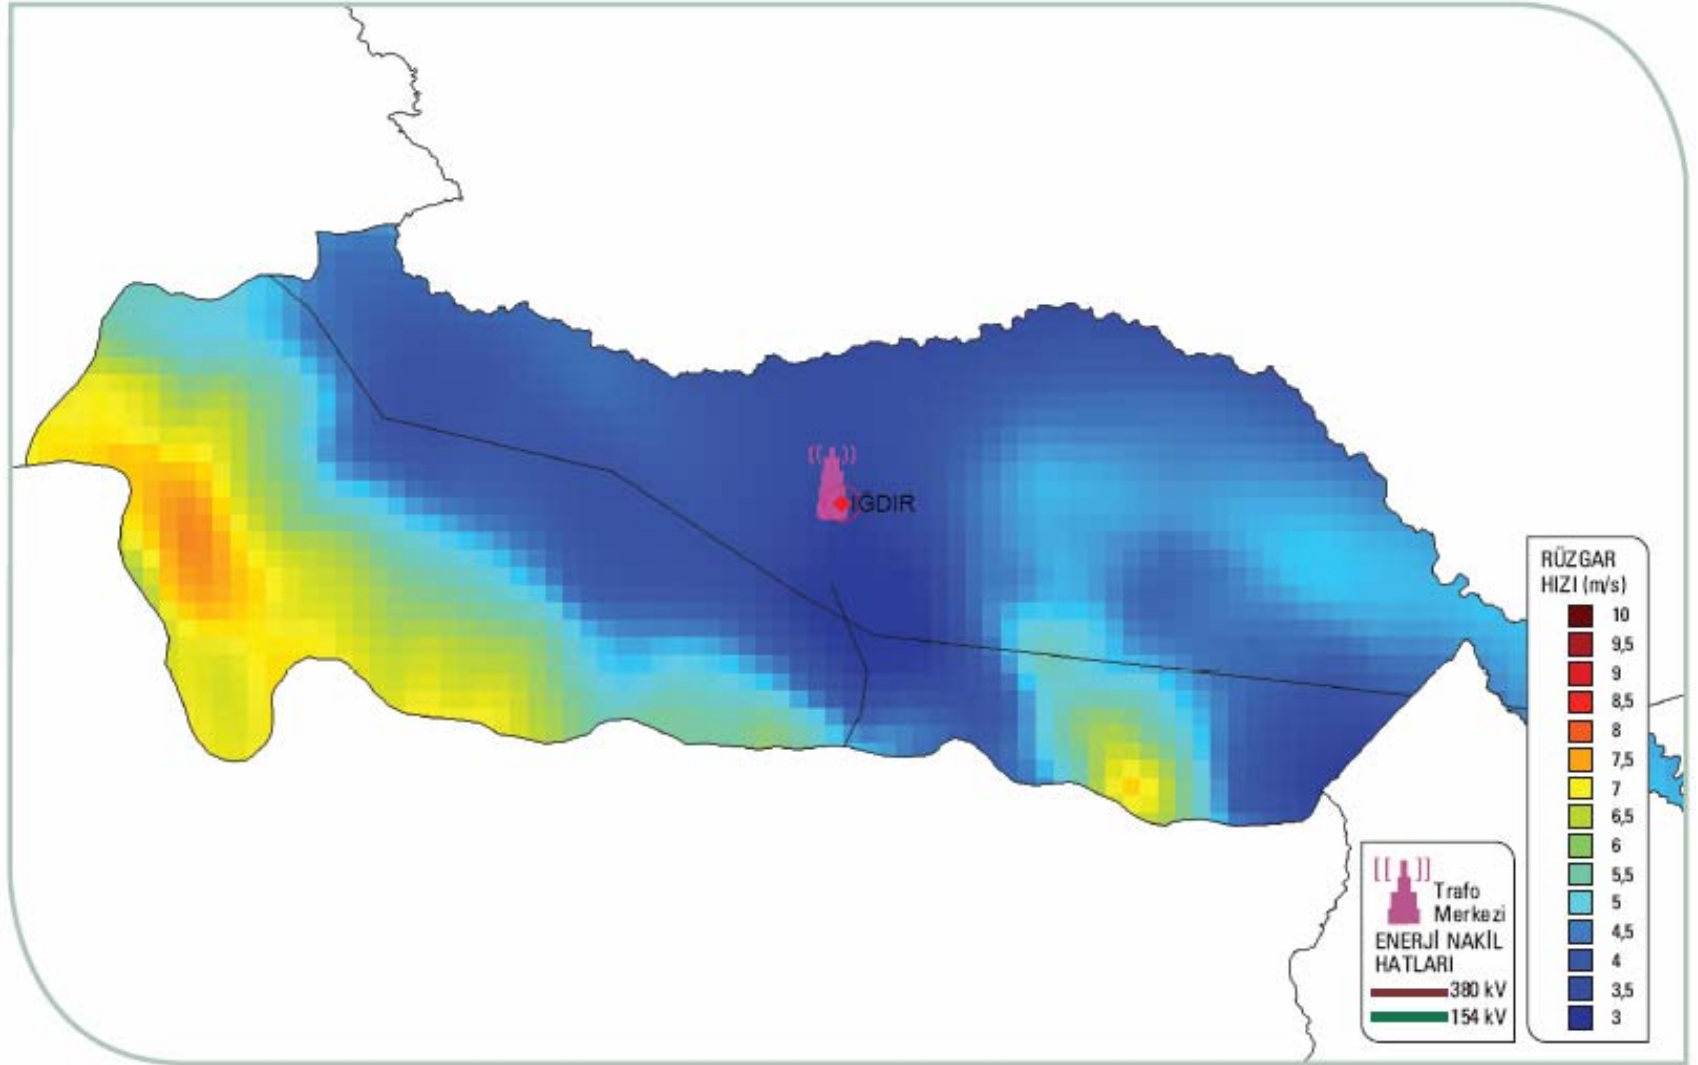 IĞDIR
RÜZGAR
HIZI (m/s)
10
9,5
9
8,5
8
7,5
7
6,5
6
5,5
5
4,5
4
3,5
3
Trafo
Merkezi
ENERJİ NAKİL
HATLARI
380 kV
154 kV